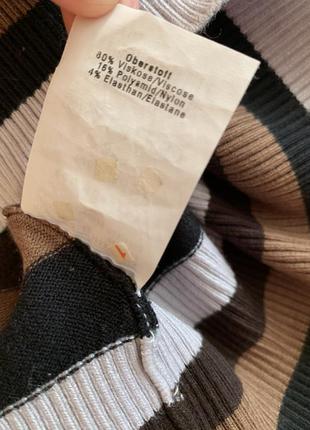 Oberstoff
80% Viskose/Viscose
16% Polyamid/Nylon
4% Elasthan/Elastane